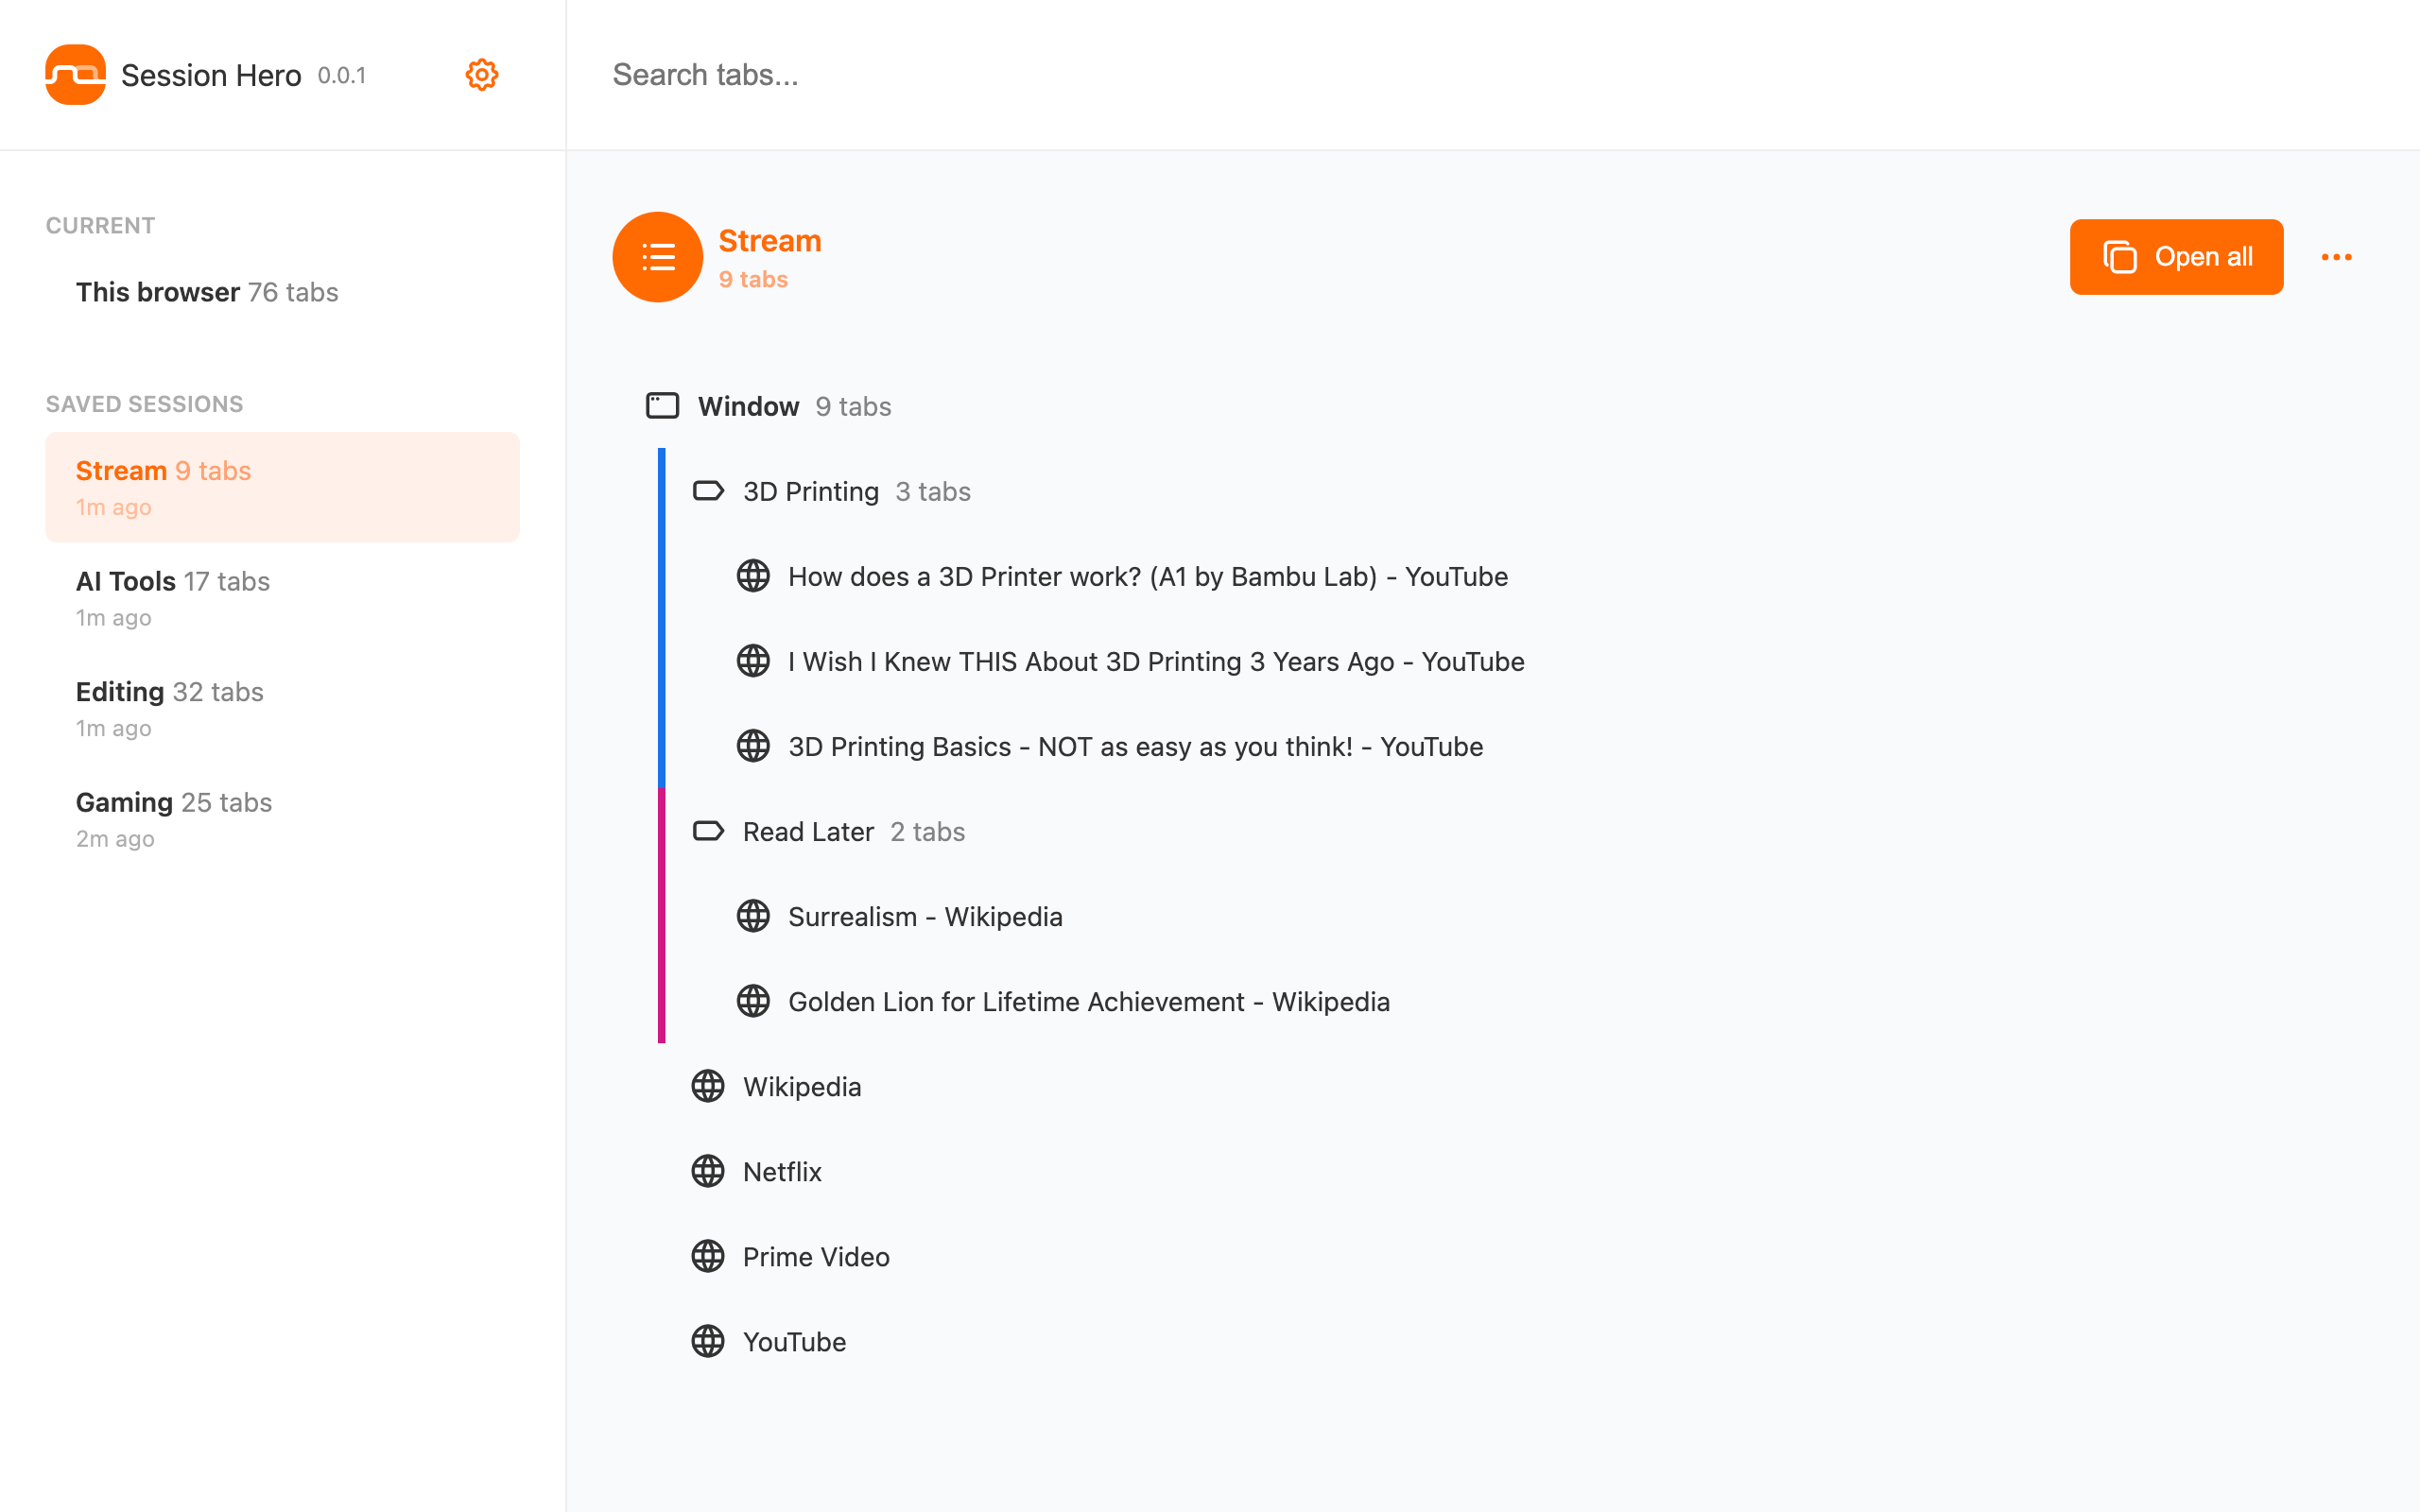 Session Hero 0.0.1
Search tabs...
CURRENT
This browser 76 tabs
SAVED SESSIONS
Stream 9 tabs
1m ago
AI Tools 17 tabs
1m ago
Editing 32 tabs
1m ago
Gaming 25 tabs
2m ago
Stream
9 tabs
Open all
Window 9 tabs
3D Printing 3 tabs
How does a 3D Printer work? (A1 by Bambu Lab) - YouTube
I Wish I Knew THIS About 3D Printing 3 Years Ago - YouTube
3D Printing Basics - NOT as easy as you think! - YouTube
Read Later 2 tabs
Surrealism - Wikipedia
Golden Lion for Lifetime Achievement - Wikipedia
Wikipedia
Netflix
Prime Video
YouTube